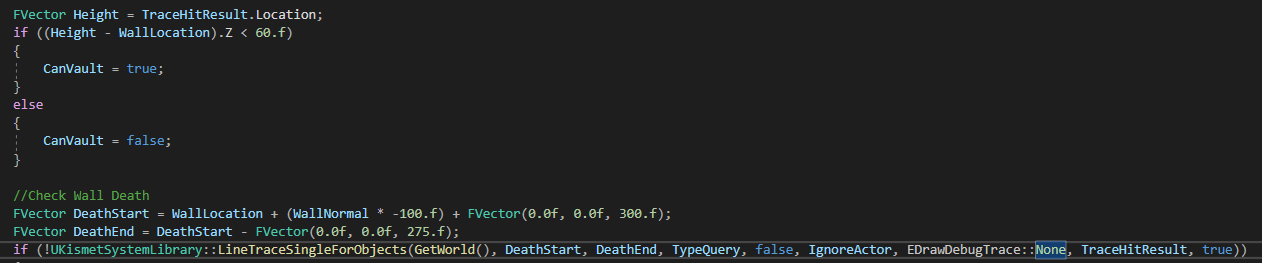 FVector Height = TraceHitResult.Location;
if ((Height - WallLocation).Z < 60.f)
{
CanVault = true;
}
else
{
CanVault = false;
}
//Check Wall Death
FVector DeathStart = WallLocation + (WallNormal * -100.f) + FVector(0.0f, 0.0f, 300.f);
FVector DeathEnd = DeathStart - FVector(0.0f, 0.0f, 275.f);
if (!UKismetSystemLibrary::LineTraceSingleForObjects(GetWorld(), DeathStart, DeathEnd, TypeQuery, false, IgnoreActor, EDrawDebugTrace::None, TraceHitResult, true))